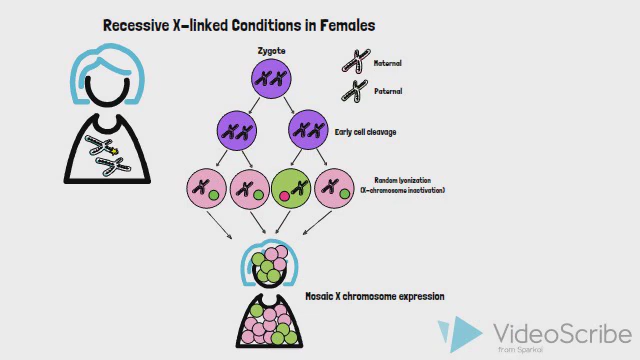 Recessive X-linked Conditions in Females
Zygote
Maternal
Paternal
Early cell cleavage
Random lyonization
(X-chromosome inactivation)
Mosaic X chromosome expression
VideoScribe
from Sparkol